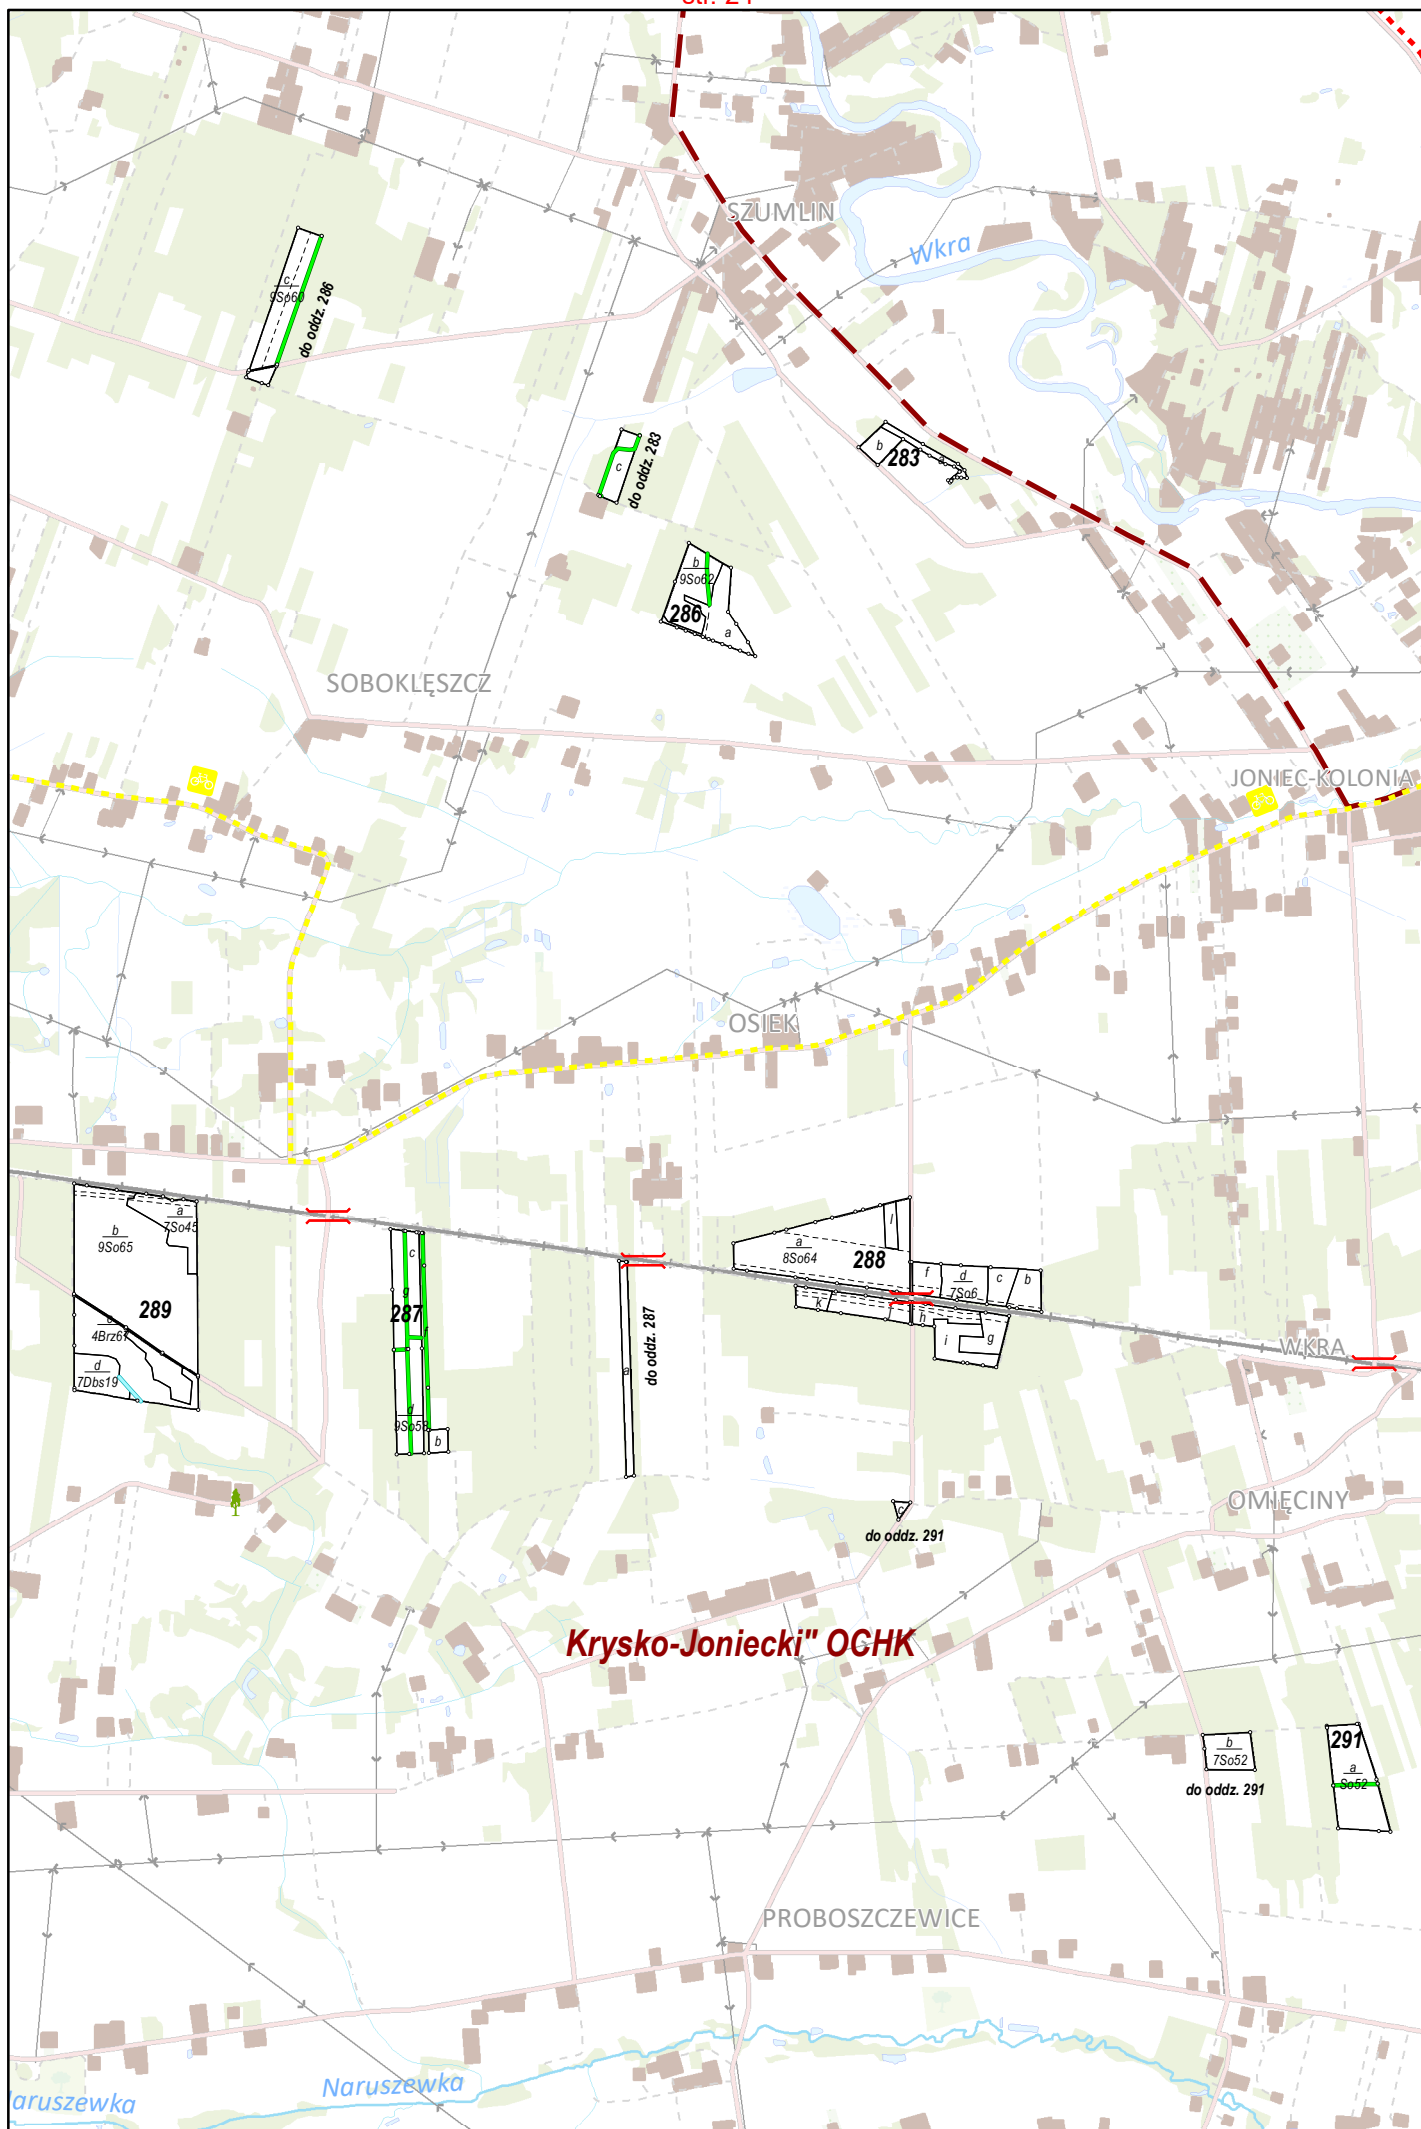 SZUMLIN
Wkra
c
9So60
do oddz. 286
c
do oddz. 283
b
283
a
b
9So62
286
a
SOBOKLĘSZCZ
JONIEC-KOLONIA
OSIEK
a
7So45
b
9So65
289
4Brz67
d
7Dbs19
c
g
287
f
d
9So58
b
a
do oddz. 287
l
a
8So64
288
f
d
7So6
c
b
k
h
i
g
WKRA
c
do oddz. 291
OMIĘCINY
Krysko-Joniecki" OCHK
b
7So52
do oddz. 291
291
a
So52
PROBOSZCZEWICE
Naruszewka
aruszewka